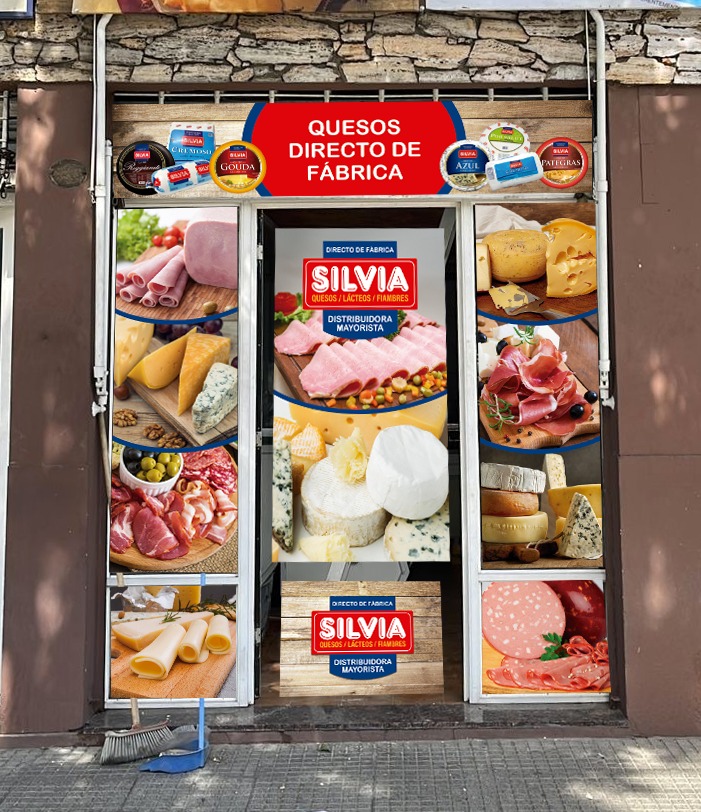 QUESOS
DIRECTO DE
FÁBRICA
SILVIA
CREMOSO
SILVIA
Reggianito
SILVIA
SILVIA
GOUDA
SILVIA
AZUL
SILVIA
SILVIA
PATEGRAS
DIRECTO DE FÁBRICA
SILVIA
QUESOS / LÁCTEOS / FIAMBRES
DISTRIBUIDORA
MAYORISTA
DIRECTO DE FÁBRICA
SILVIA
QUESOS / LÁCTEOS / FIAMBRES
DISTRIBUIDORA
MAYORISTA